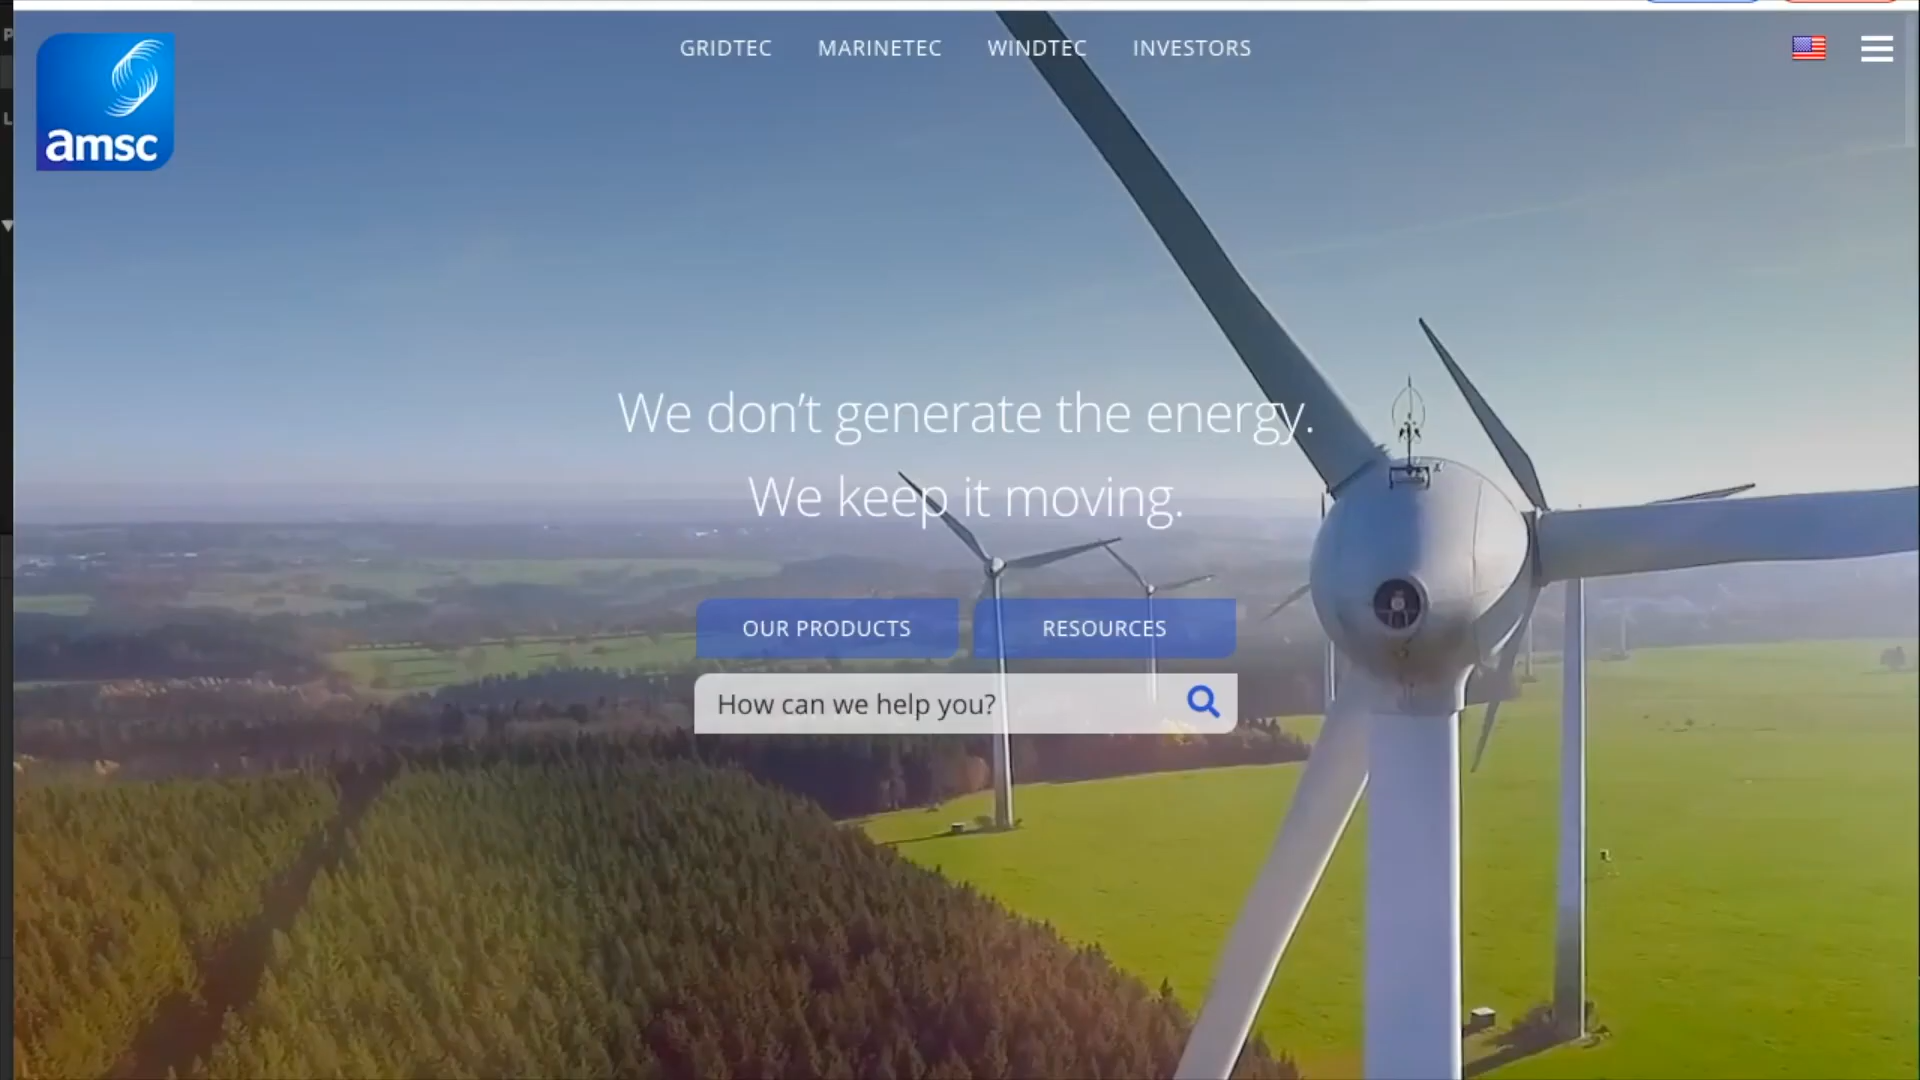 GRIDTEC MARINETEC WINDTEC INVESTORS
amsc
We don't generate the energy.
We keep it moving.
OUR PRODUCTS RESOURCES
How can we help you?